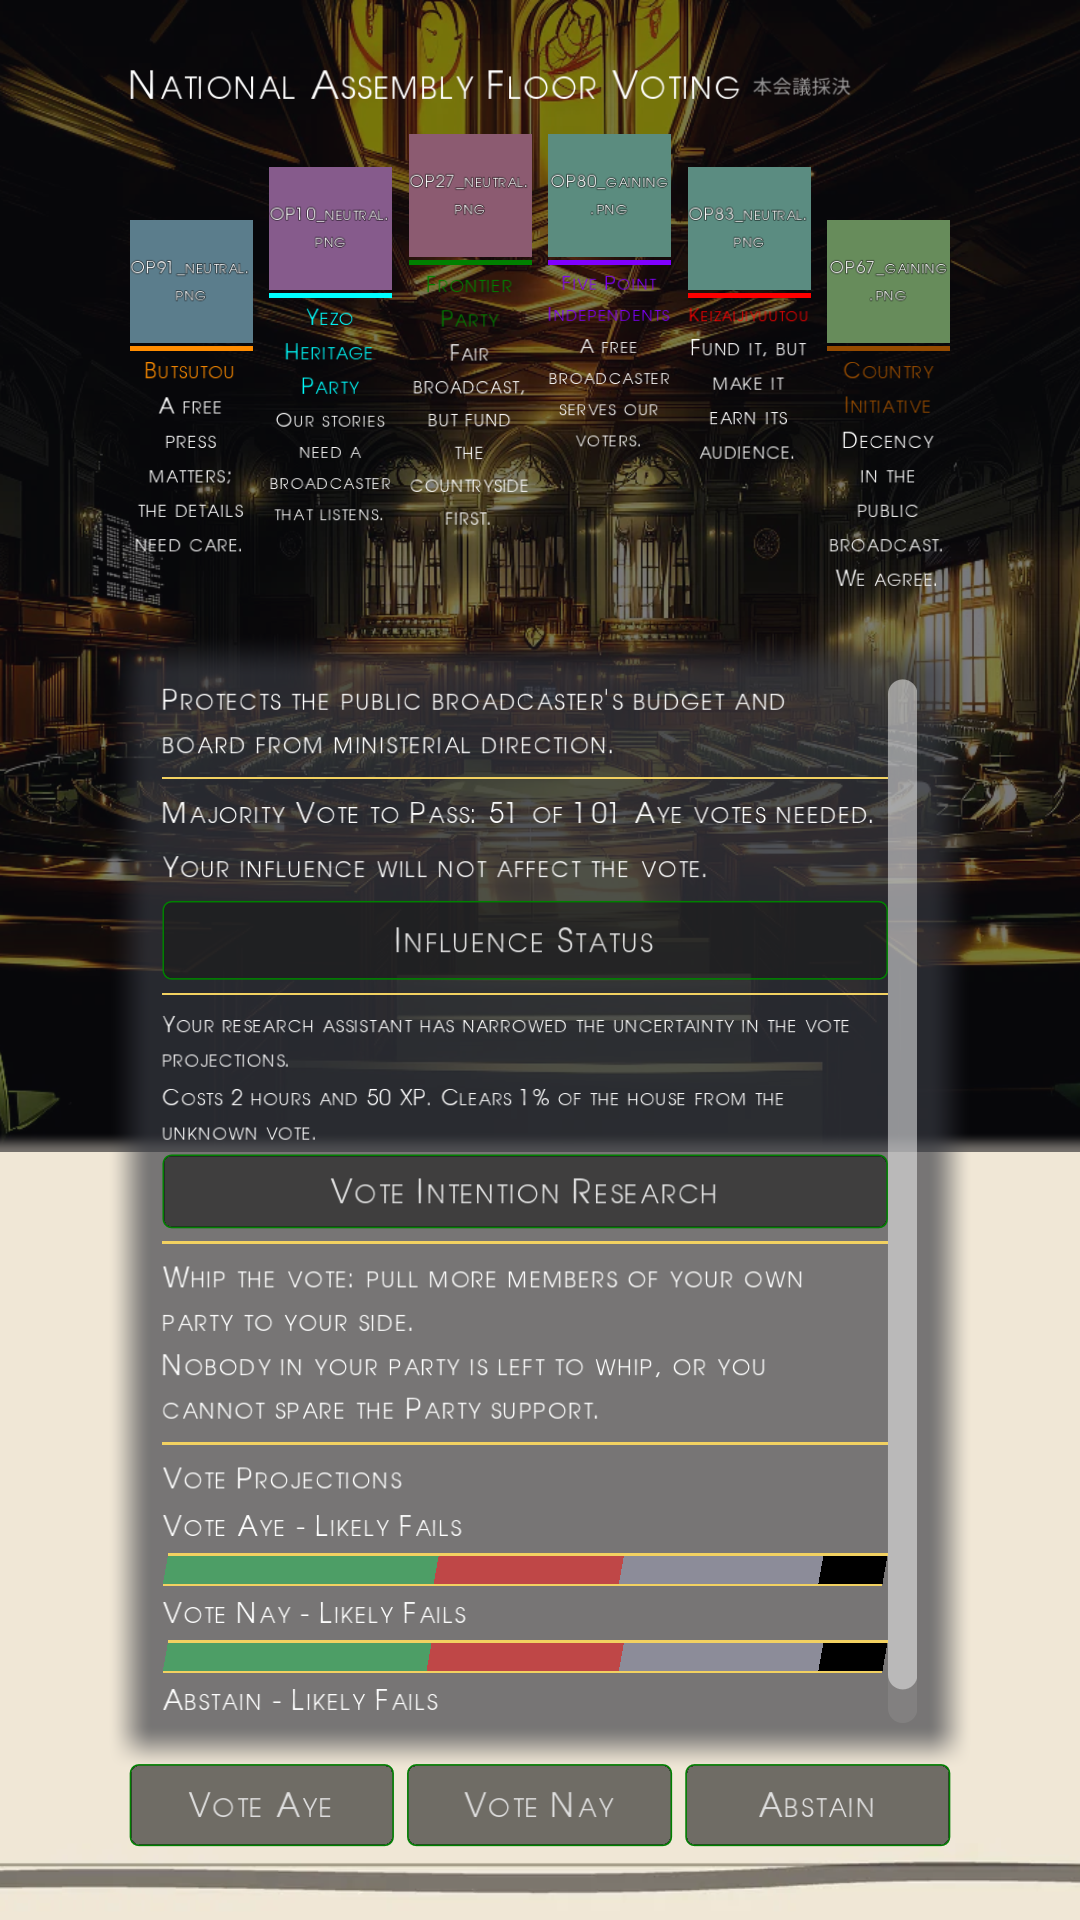 National Assembly Floor Voting 本会議採決
OP91_neutral.
png
Butsutou
A free
press
matters;
the details
need care.
OP10_neutral.
png
Yezo
Heritage
Party
Our stories
need a
broadcaster
that listens.
OP27_neutral.
png
Frontier
Party
Fair
broadcast,
but fund
the
countryside
first.
OP80_gaining
.png
Five Point
Independents
A free
broadcaster
serves our
voters.
OP83_neutral.
png
Keizaijiyuutou
Fund it, but
make it
earn its
audience.
OP67_gaining
.png
Country
Initiative
Decency
in the
public
broadcast.
We agree.
Protects the public broadcaster's budget and
board from ministerial direction.
Majority Vote to Pass: 51 of 101 Aye votes needed.
Your influence will not affect the vote.
Influence Status
Your research assistant has narrowed the uncertainty in the vote
projections.
Costs 2 hours and 50 XP. Clears 1% of the house from the
unknown vote.
Vote Intention Research
Whip the vote: pull more members of your own
party to your side.
Nobody in your party is left to whip, or you
cannot spare the Party support.
Vote Projections
Vote Aye - Likely Fails
Vote Nay - Likely Fails
Abstain - Likely Fails
Vote Aye
Vote Nay
Abstain